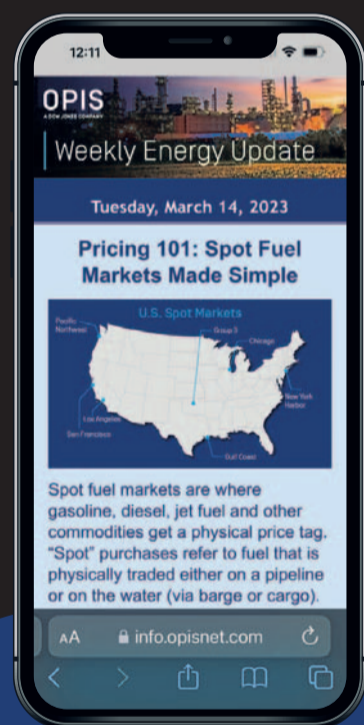 12:11
OPIS
A DOW JONES COMPANY
Weekly Energy Update
Tuesday, March 14, 2023
Pricing 101: Spot Fuel
Markets Made Simple
U.S. Spot Markets
Pacific
Northwest
Group 3
Chicago
New York
Harbor
Los Angeles
San Francisco
Gulf Coast
Spot fuel markets are where
gasoline, diesel, jet fuel and other
commodities get a physical price tag.
“Spot” purchases refer to fuel that is
physically traded either on a pipeline
or on the water (via barge or cargo).
AA
info.opisnet.com